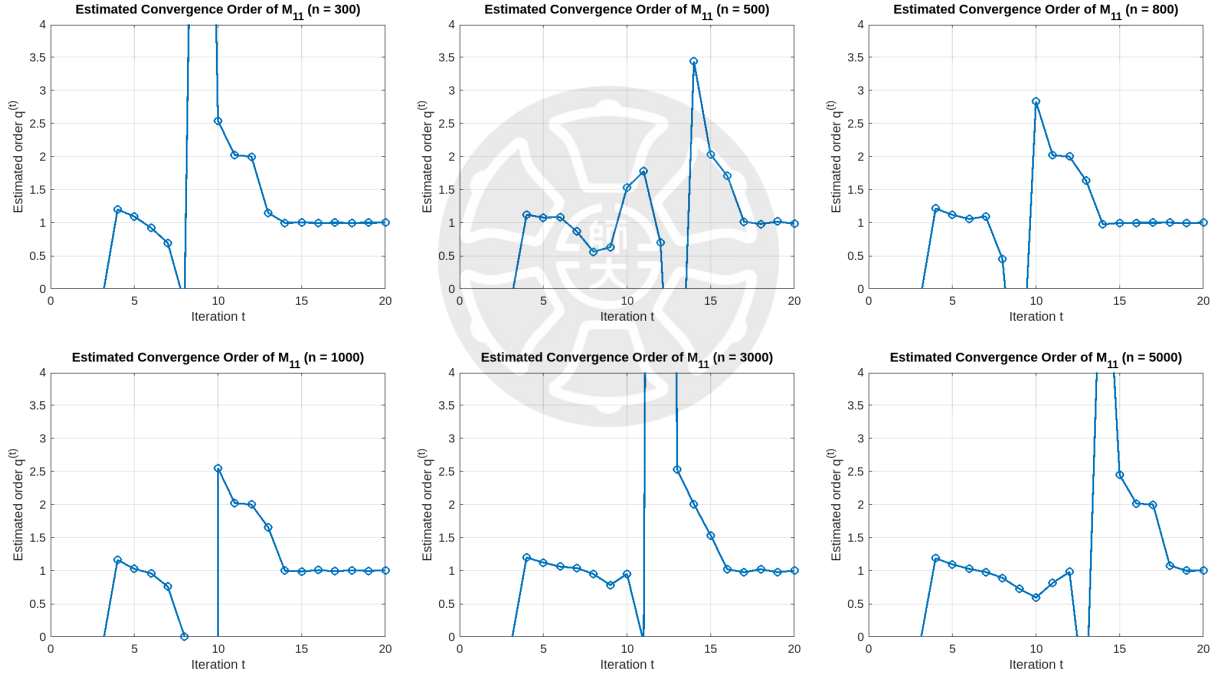 Estimated Convergence Order of M11 (n = 300)
4
3.5
3
2.5
2
1.5
1
0.5
0
Estimated order q(t)
0 5 10 15 20
Iteration t
Estimated Convergence Order of M11 (n = 500)
4
3.5
3
2.5
2
1.5
1
0.5
0
Estimated order q(t)
0 5 10 15 20
Iteration t
Estimated Convergence Order of M11 (n = 800)
4
3.5
3
2.5
2
1.5
1
0.5
0
Estimated order q(t)
0 5 10 15 20
Iteration t
Estimated Convergence Order of M11 (n = 1000)
4
3.5
3
2.5
2
1.5
1
0.5
0
Estimated order q(t)
0 5 10 15 20
Iteration t
Estimated Convergence Order of M11 (n = 3000)
4
3.5
3
2.5
2
1.5
1
0.5
0
Estimated order q(t)
0 5 10 15 20
Iteration t
Estimated Convergence Order of M11 (n = 5000)
4
3.5
3
2.5
2
1.5
1
0.5
0
Estimated order q(t)
0 5 10 15 20
Iteration t
師大